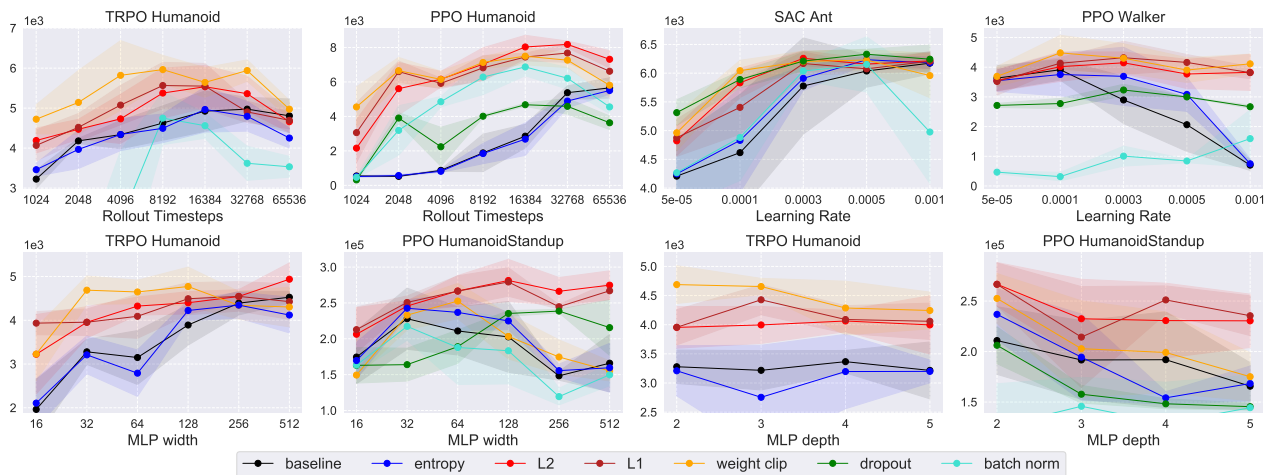 TRPO Humanoid
1e3
7
6
5
4
3
1024 2048 4096 8192 16384 32768 65536
Rollout Timesteps
PPO Humanoid
1e3
8
6
4
2
0
1024 2048 4096 8192 16384 32768 65536
Rollout Timesteps
SAC Ant
1e3
6.5
6.0
5.5
5.0
4.5
4.0
5e-05 0.0001 0.0003 0.0005 0.001
Learning Rate
PPO Walker
1e3
5
4
3
2
1
0
5e-05 0.0001 0.0003 0.0005 0.001
Learning Rate
TRPO Humanoid
1e3
5
4
3
2
16 32 64 128 256 512
MLP width
PPO HumanoidStandup
1e5
3.0
2.5
2.0
1.5
1.0
16 32 64 128 256 512
MLP width
TRPO Humanoid
1e3
5.0
4.5
4.0
3.5
3.0
2.5
2 3 4 5
MLP depth
PPO HumanoidStandup
1e5
2.5
2.0
1.5
2 3 4 5
MLP depth
baseline entropy L2 L1 weight clip dropout batch norm